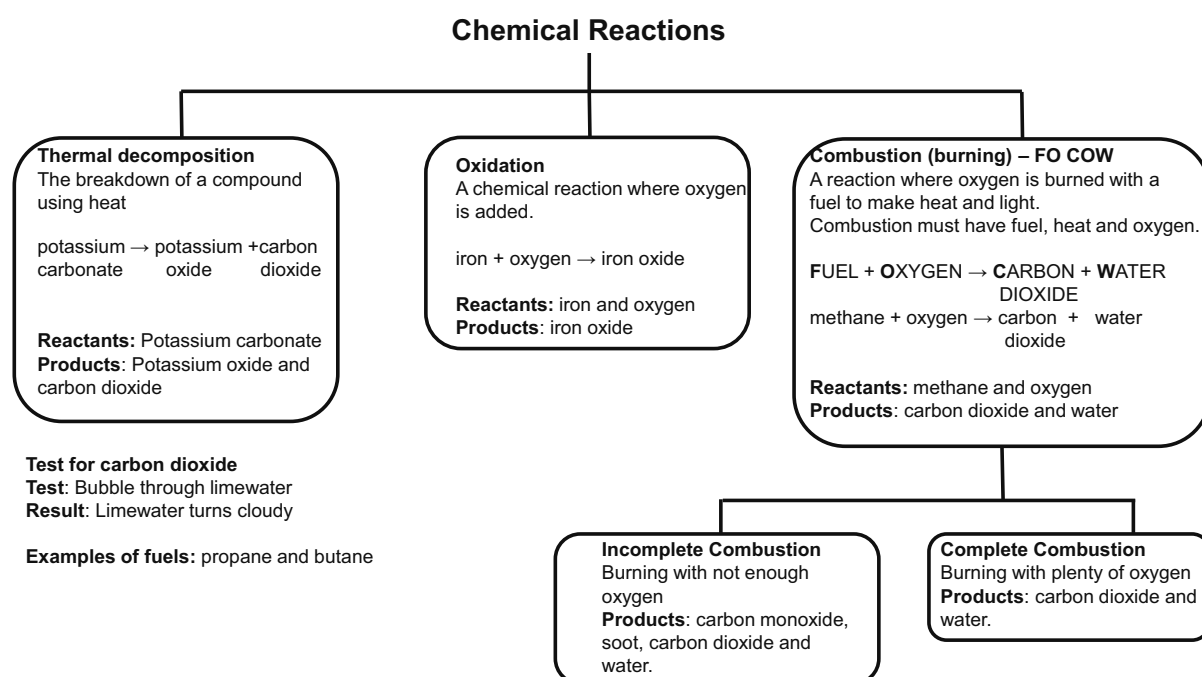 Chemical Reactions
Thermal decomposition
The breakdown of a compound
using heat
potassium → potassium +carbon
carbonate oxide dioxide
Reactants: Potassium carbonate
Products: Potassium oxide and
carbon dioxide
Oxidation
A chemical reaction where oxygen
is added.
iron + oxygen → iron oxide
Reactants: iron and oxygen
Products: iron oxide
Combustion (burning) – FO COW
A reaction where oxygen is burned with a
fuel to make heat and light.
Combustion must have fuel, heat and oxygen.
FUEL + OXYGEN → CARBON + WATER
DIOXIDE
methane + oxygen → carbon + water
dioxide
Reactants: methane and oxygen
Products: carbon dioxide and water
Test for carbon dioxide
Test: Bubble through limewater
Result: Limewater turns cloudy
Examples of fuels: propane and butane
Incomplete Combustion
Burning with not enough
oxygen
Products: carbon monoxide,
soot, carbon dioxide and
water.
Complete Combustion
Burning with plenty of oxygen
Products: carbon dioxide and
water.